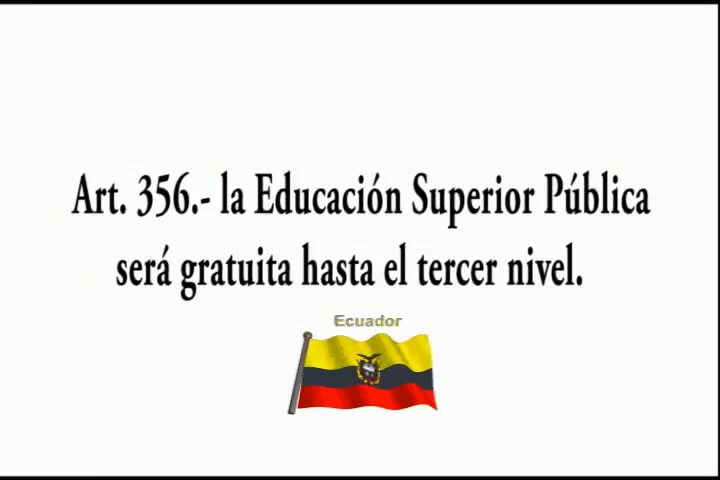 Art. 356.- la Educación Superior Pública
será gratuita hasta el tercer nivel.
Ecuador